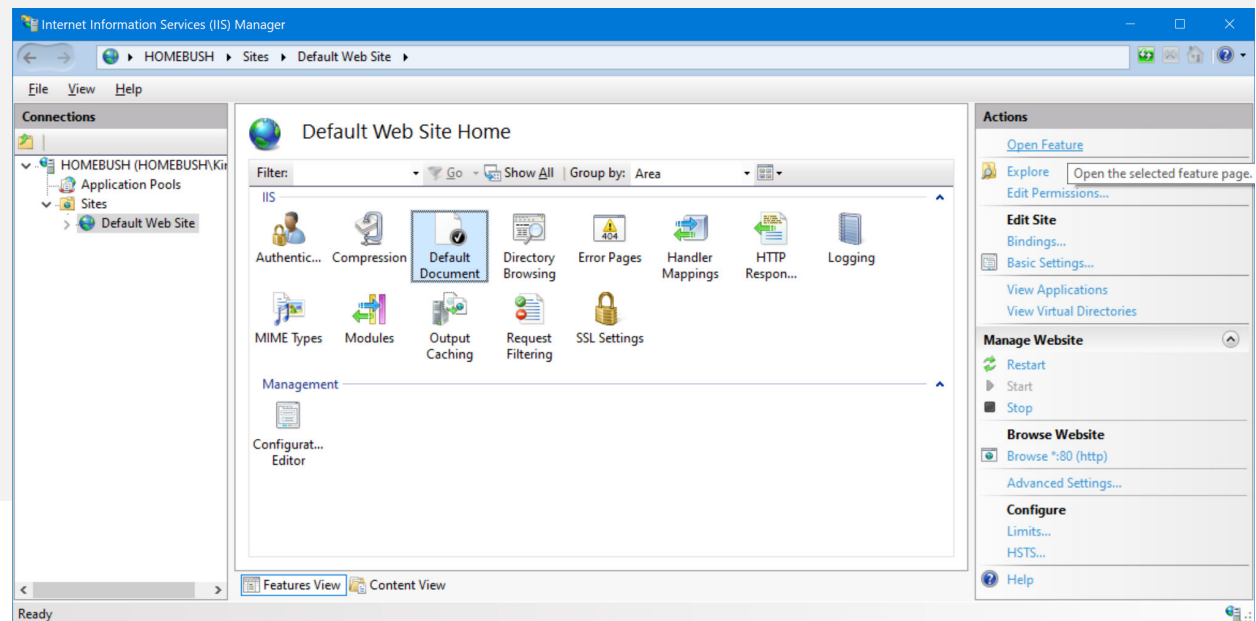 Internet Information Services (IIS) Manager
HOMEBUSH Sites Default Web Site
File View Help
Connections
HOMEBUSH (HOMEBUSH\Kir
Application Pools
Sites
Default Web Site
Default Web Site Home
Filter: Go Show All Group by: Area
IIS
Authentic... Compression Default Document Directory Browsing Error Pages Handler Mappings HTTP Respon... Logging
404
MIME Types Modules Output Caching Request Filtering SSL Settings
Management
Configurat... Editor
Features View Content View
Actions
Open Feature
Explore
Open the selected feature page.
Edit Permissions...
Edit Site
Bindings...
Basic Settings...
View Applications
View Virtual Directories
Manage Website
Restart
Start
Stop
Browse Website
Browse *:80 (http)
Advanced Settings...
Configure
Limits...
HSTS...
Help
Ready